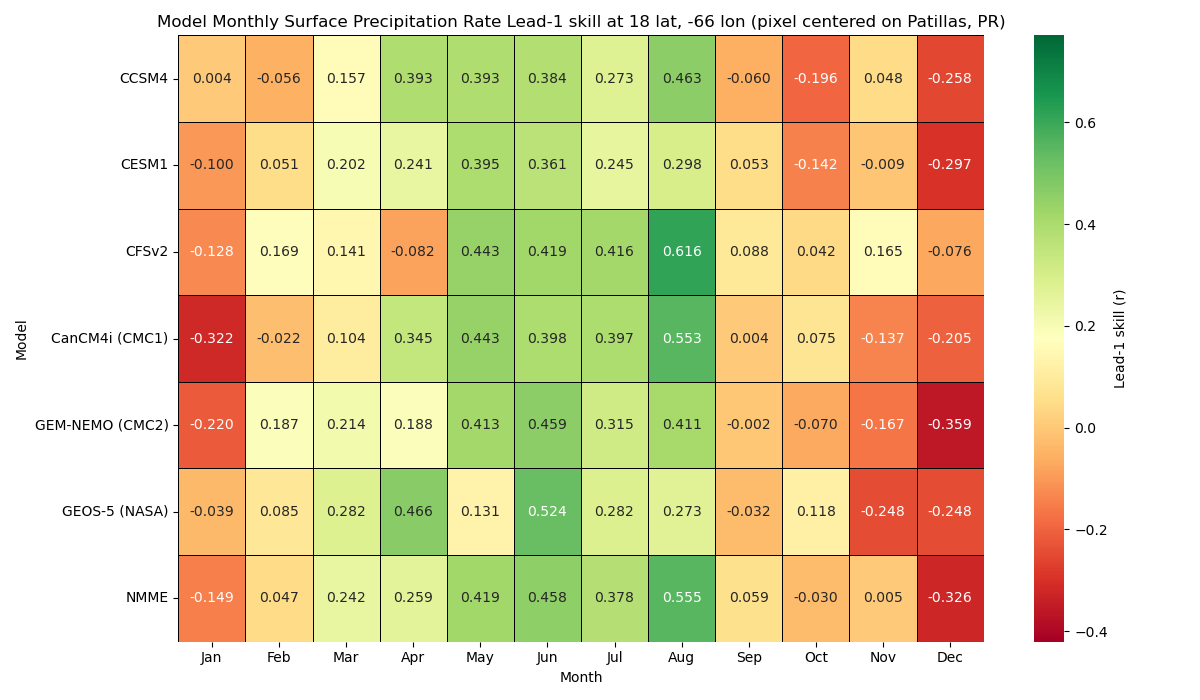 Model Monthly Surface Precipitation Rate Lead-1 skill at 18 lat, -66 lon (pixel centered on Patillas, PR)
Model
CCSM4 0.004 -0.056 0.157 0.393 0.393 0.384 0.273 0.463 -0.060 -0.196 0.048 -0.258
CESM1 -0.100 0.051 0.202 0.241 0.395 0.361 0.245 0.298 0.053 -0.142 -0.009 -0.297
CFSv2 -0.128 0.169 0.141 -0.082 0.443 0.419 0.416 0.616 0.088 0.042 0.165 -0.076
CanCM4i (CMC1) -0.322 -0.022 0.104 0.345 0.443 0.398 0.397 0.553 0.004 0.075 -0.137 -0.205
GEM-NEMO (CMC2) -0.220 0.187 0.214 0.188 0.413 0.459 0.315 0.411 -0.002 -0.070 -0.167 -0.359
GEOS-5 (NASA) -0.039 0.085 0.282 0.466 0.131 0.524 0.282 0.273 -0.032 0.118 -0.248 -0.248
NMME -0.149 0.047 0.242 0.259 0.419 0.458 0.378 0.555 0.059 -0.030 0.005 -0.326
Jan Feb Mar Apr May Jun Jul Aug Sep Oct Nov Dec
Month
0.6
0.4
0.2
0.0
−0.2
−0.4
Lead-1 skill (r)